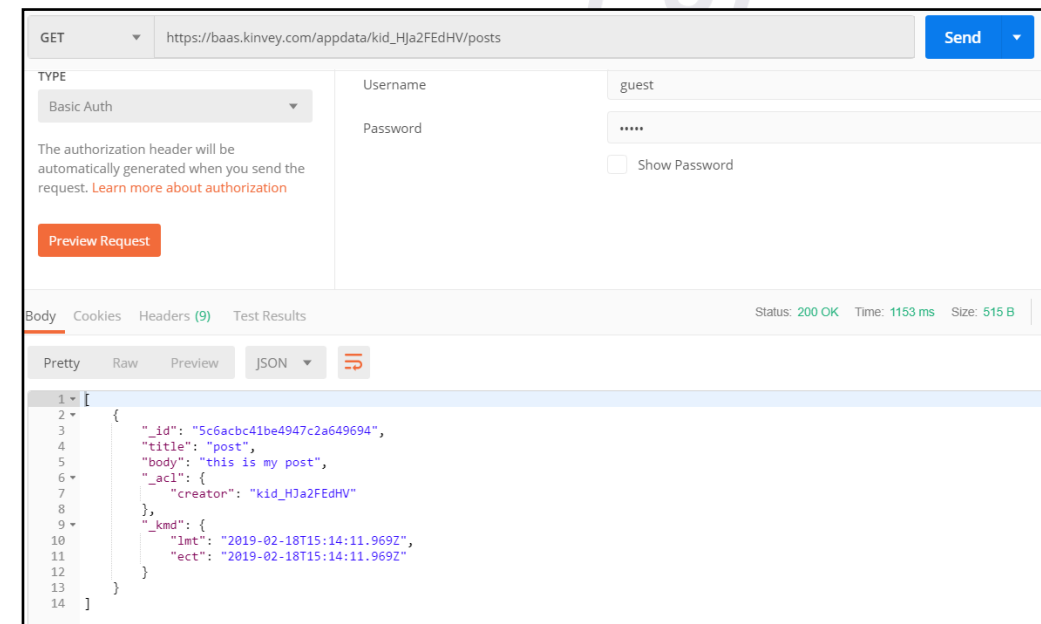 GET https://baas.kinvey.com/appdata/kid_HJa2FEdHV/posts Send
TYPE
Basic Auth
The authorization header will be
automatically generated when you send the
request. Learn more about authorization
Preview Request
Username guest
Password •••••
Show Password
Body Cookies Headers (9) Test Results Status: 200 OK Time: 1153 ms Size: 515 B
Pretty Raw Preview JSON
1 [
2 {
3 "_id": "5c6acbc41be4947c2a649694",
4 "title": "post",
5 "body": "this is my post",
6 "_acl": {
7 "creator": "kid_HJa2FEdHV"
8 },
9 "_kmd": {
10 "lmt": "2019-02-18T15:14:11.969Z",
11 "ect": "2019-02-18T15:14:11.969Z"
12 }
13 }
14 ]